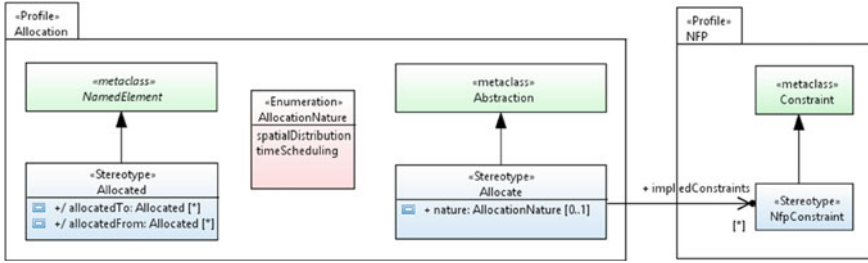 «Profile»
Allocation
«metaclass»
NamedElement
«Stereotype»
Allocated
+/ allocatedTo: Allocated [*]
+/ allocatedFrom: Allocated [*]
«Enumeration»
AllocationNature
spatialDistribution
timeScheduling
«metaclass»
Abstraction
«Stereotype»
Allocate
+ nature: AllocationNature [0..1]
+ impliedConstraints
[*]
«Profile»
NFP
«metaclass»
Constraint
«Stereotype»
NfpConstraint